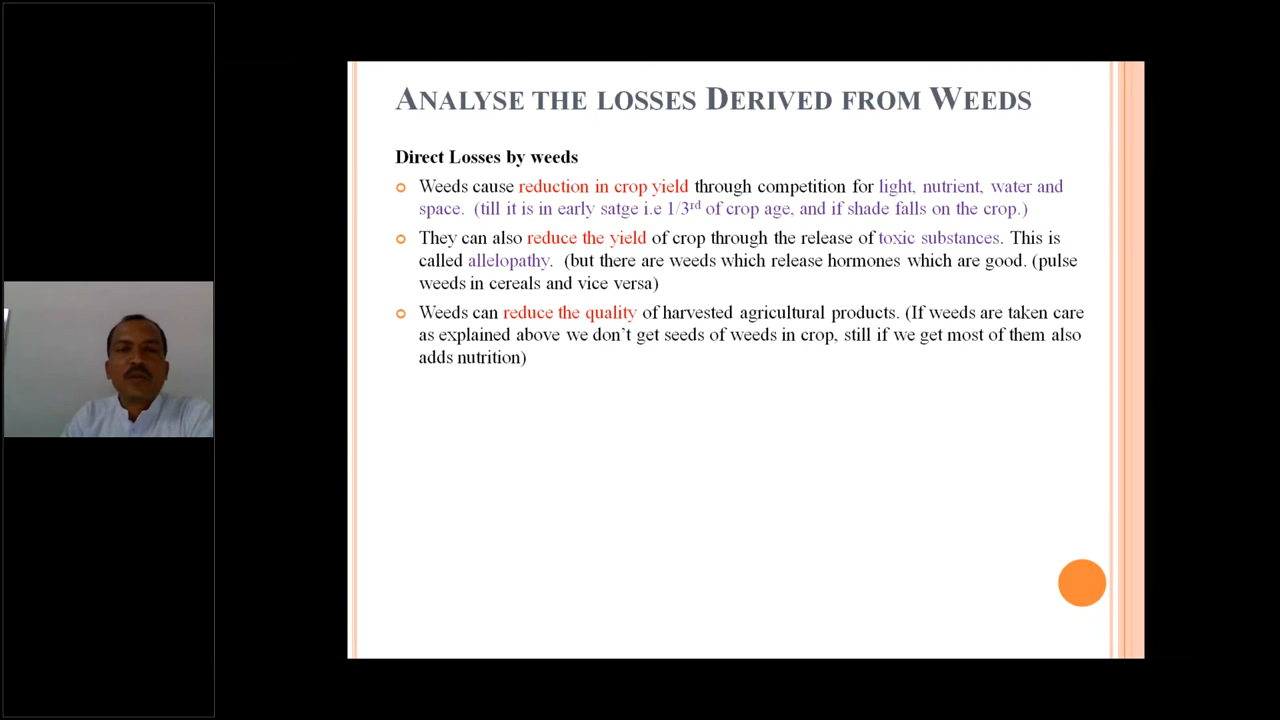 ANALYSE THE LOSSES DERIVED FROM WEEDS
Direct Losses by weeds
Weeds cause reduction in crop yield through competition for light, nutrient, water and
space. (till it is in early satge i.e 1/3rd of crop age, and if shade falls on the crop.)
They can also reduce the yield of crop through the release of toxic substances. This is
called allelopathy. (but there are weeds which release hormones which are good. (pulse
weeds in cereals and vice versa)
Weeds can reduce the quality of harvested agricultural products. (If weeds are taken care
as explained above we don’t get seeds of weeds in crop, still if we get most of them also
adds nutrition)